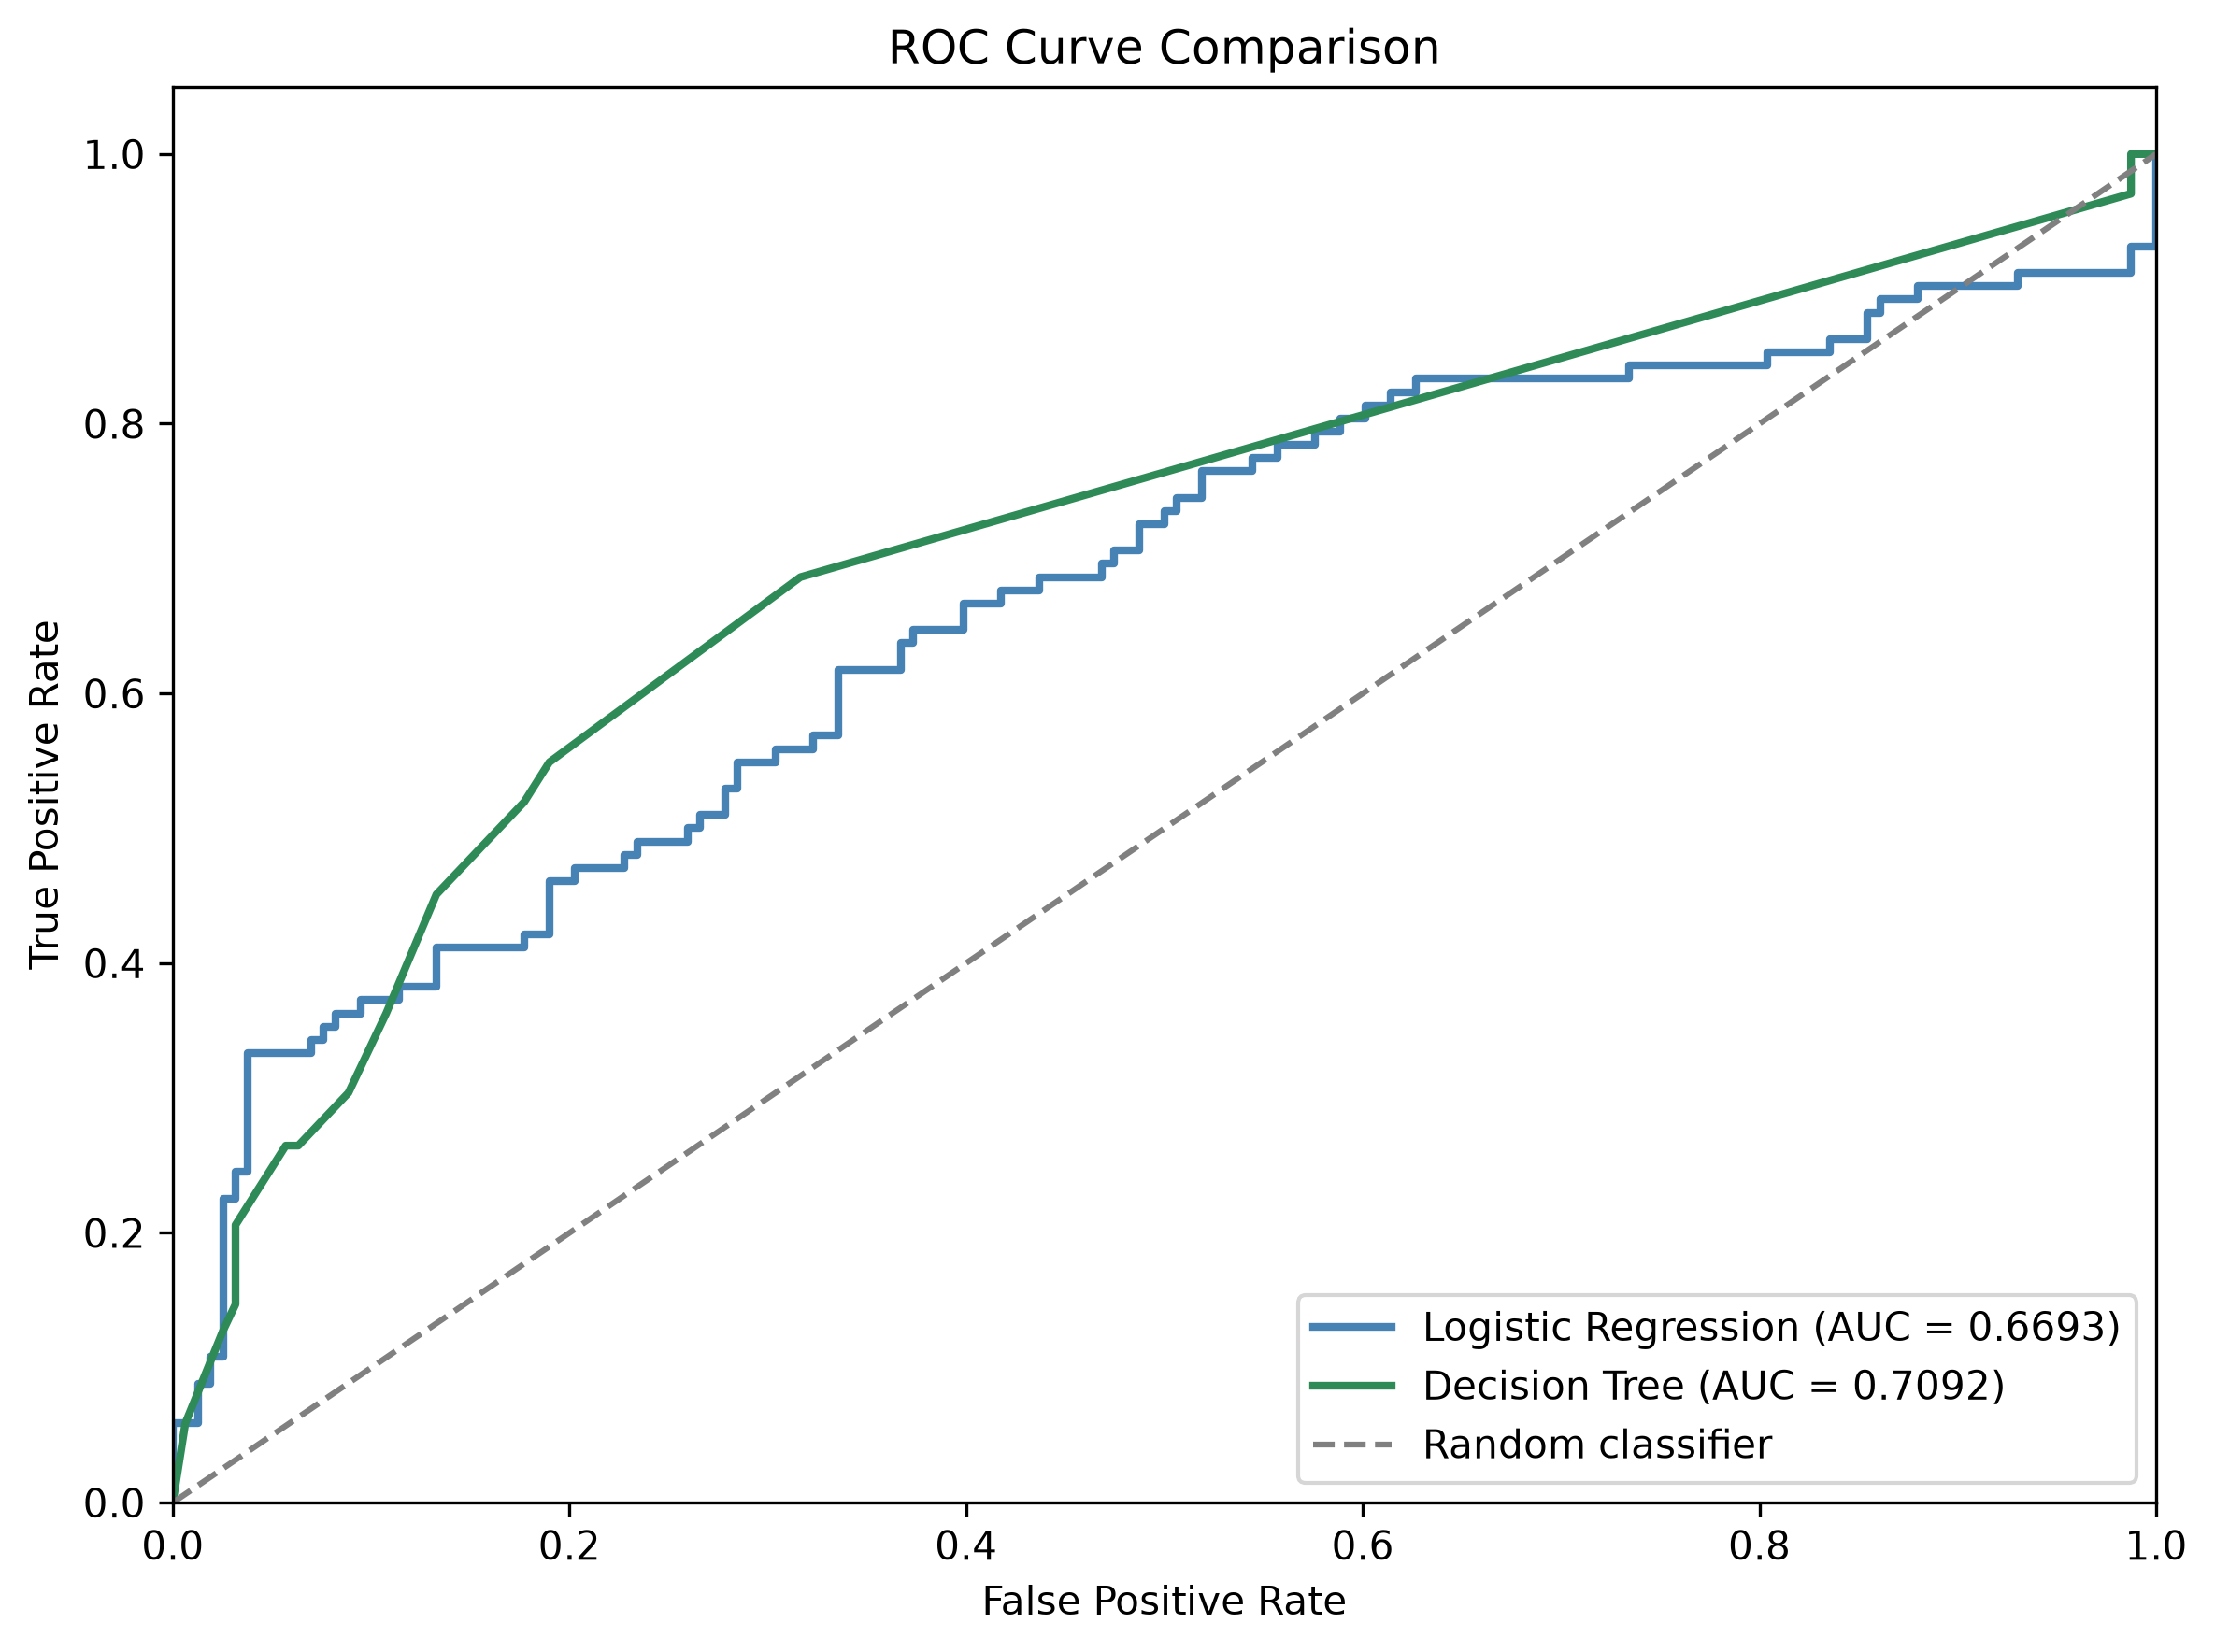 ROC Curve Comparison
True Positive Rate
1.0
0.8
0.6
0.4
0.2
0.0
Logistic Regression (AUC = 0.6693)
Decision Tree (AUC = 0.7092)
Random classifier
0.0 0.2 0.4 0.6 0.8 1.0
False Positive Rate